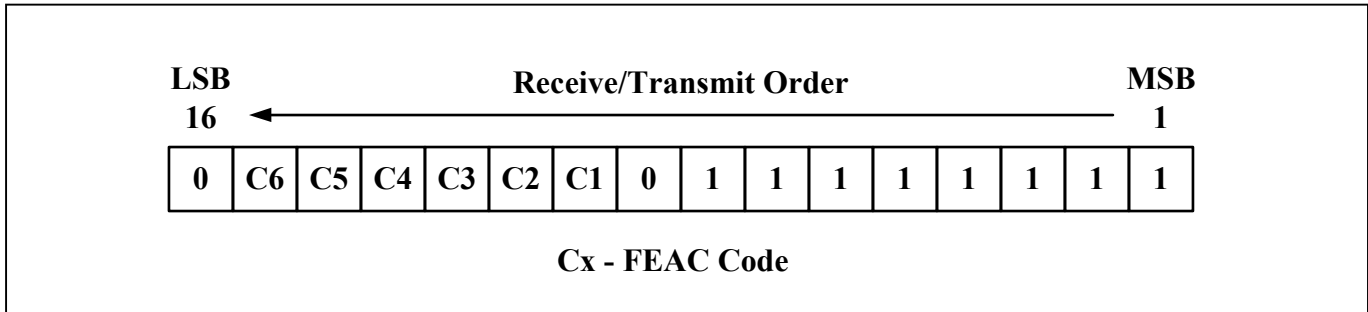 LSB Receive/Transmit Order MSB
16 1
0 C6 C5 C4 C3 C2 C1 0 1 1 1 1 1 1 1 1
Cx - FEAC Code